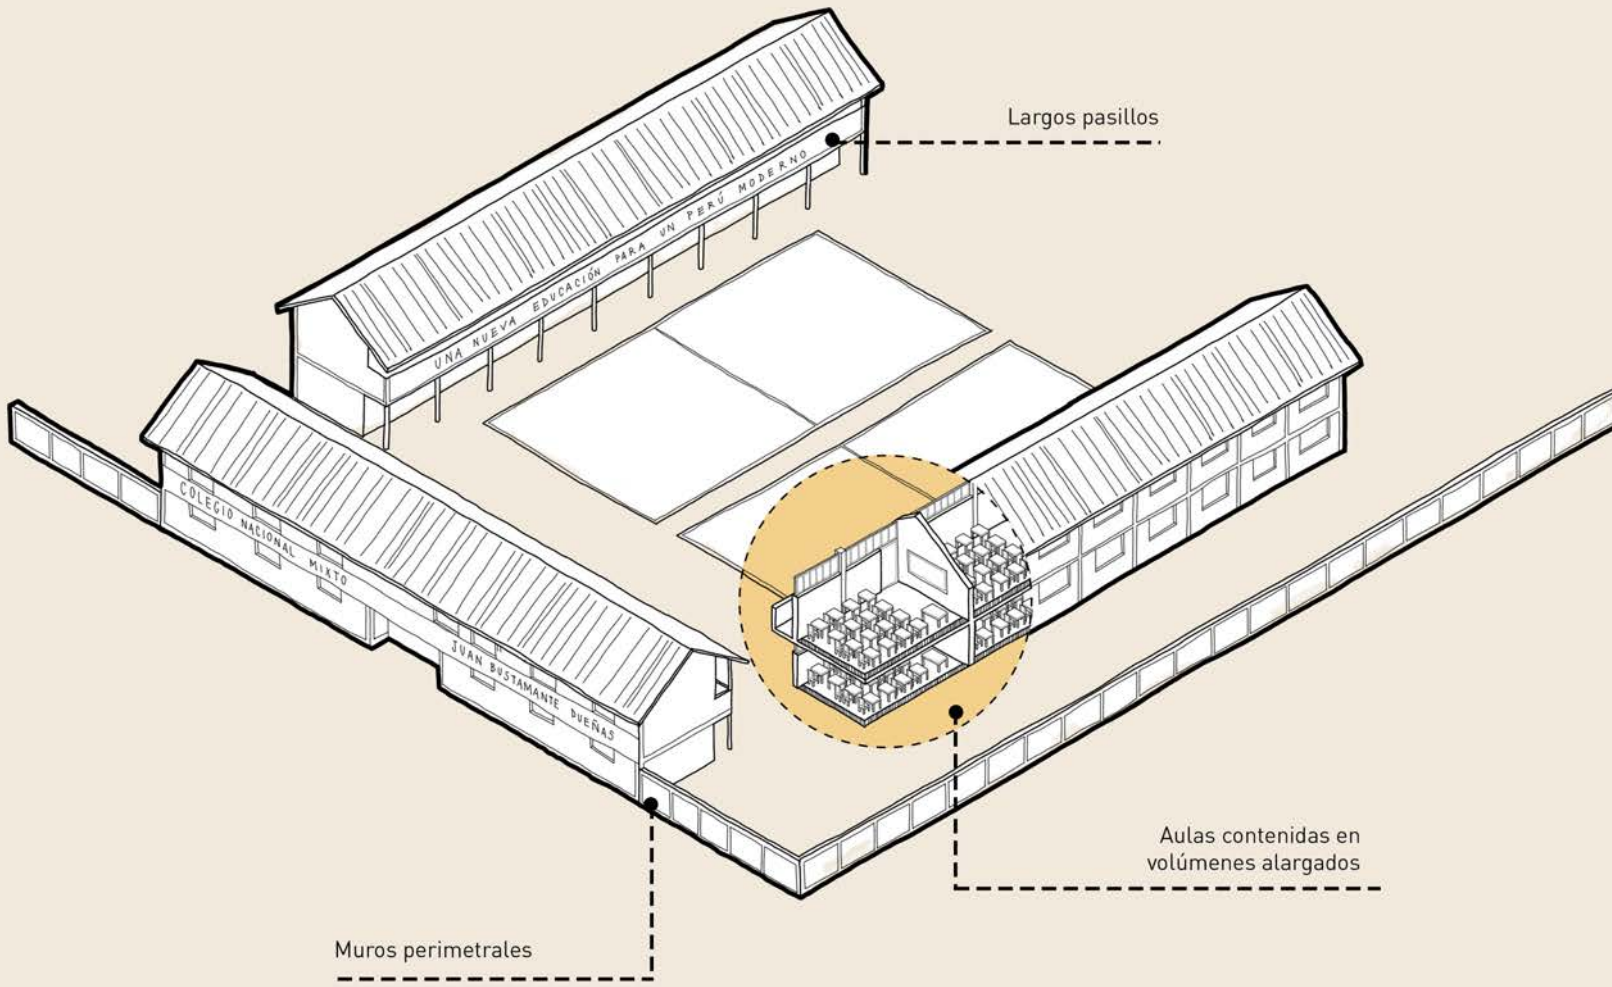 Largos pasillos
UNA NUEVA EDUCACIÓN PARA UN PERÚ MODERNO
COLEGIO NACIONAL
MIXTO
JUAN BUSTAMANTE DUEÑAS
Aulas contenidas en
volúmenes alargados
Muros perimetrales